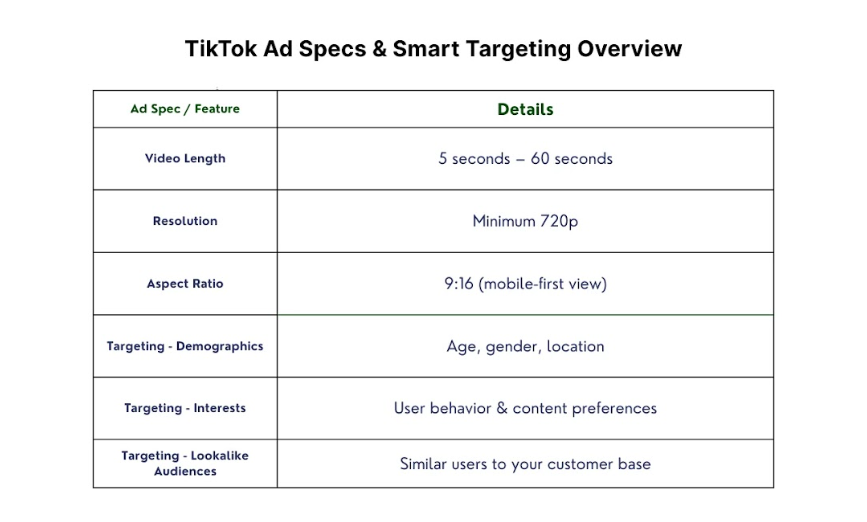 TikTok Ad Specs & Smart Targeting Overview
Ad Spec / Feature
Details
Video Length
5 seconds – 60 seconds
Resolution
Minimum 720p
Aspect Ratio
9:16 (mobile-first view)
Targeting - Demographics
Age, gender, location
Targeting - Interests
User behavior & content preferences
Targeting - Lookalike
Audiences
Similar users to your customer base